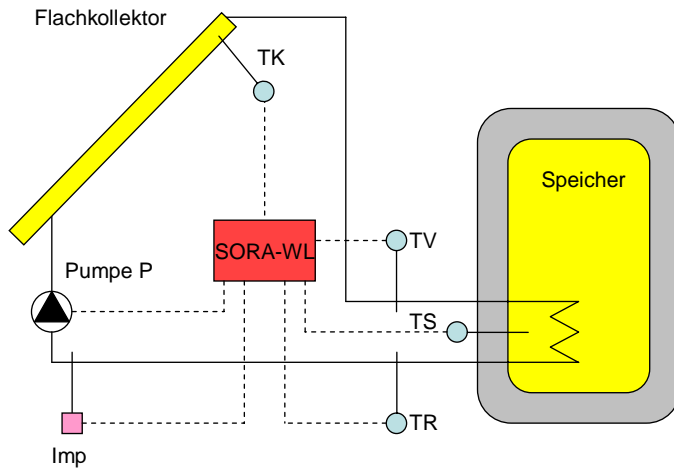 Flachkollektor
TK
Speicher
SORA-WL
TV
Pumpe P
TS
TR
Imp